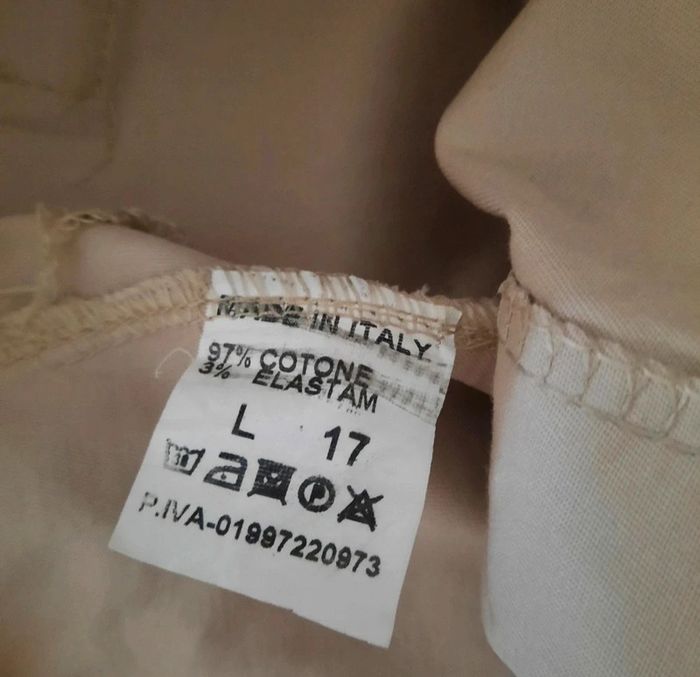 MADE IN ITALY
97% COTONE
3% ELASTAM
L 17
P.IVA-01997220973